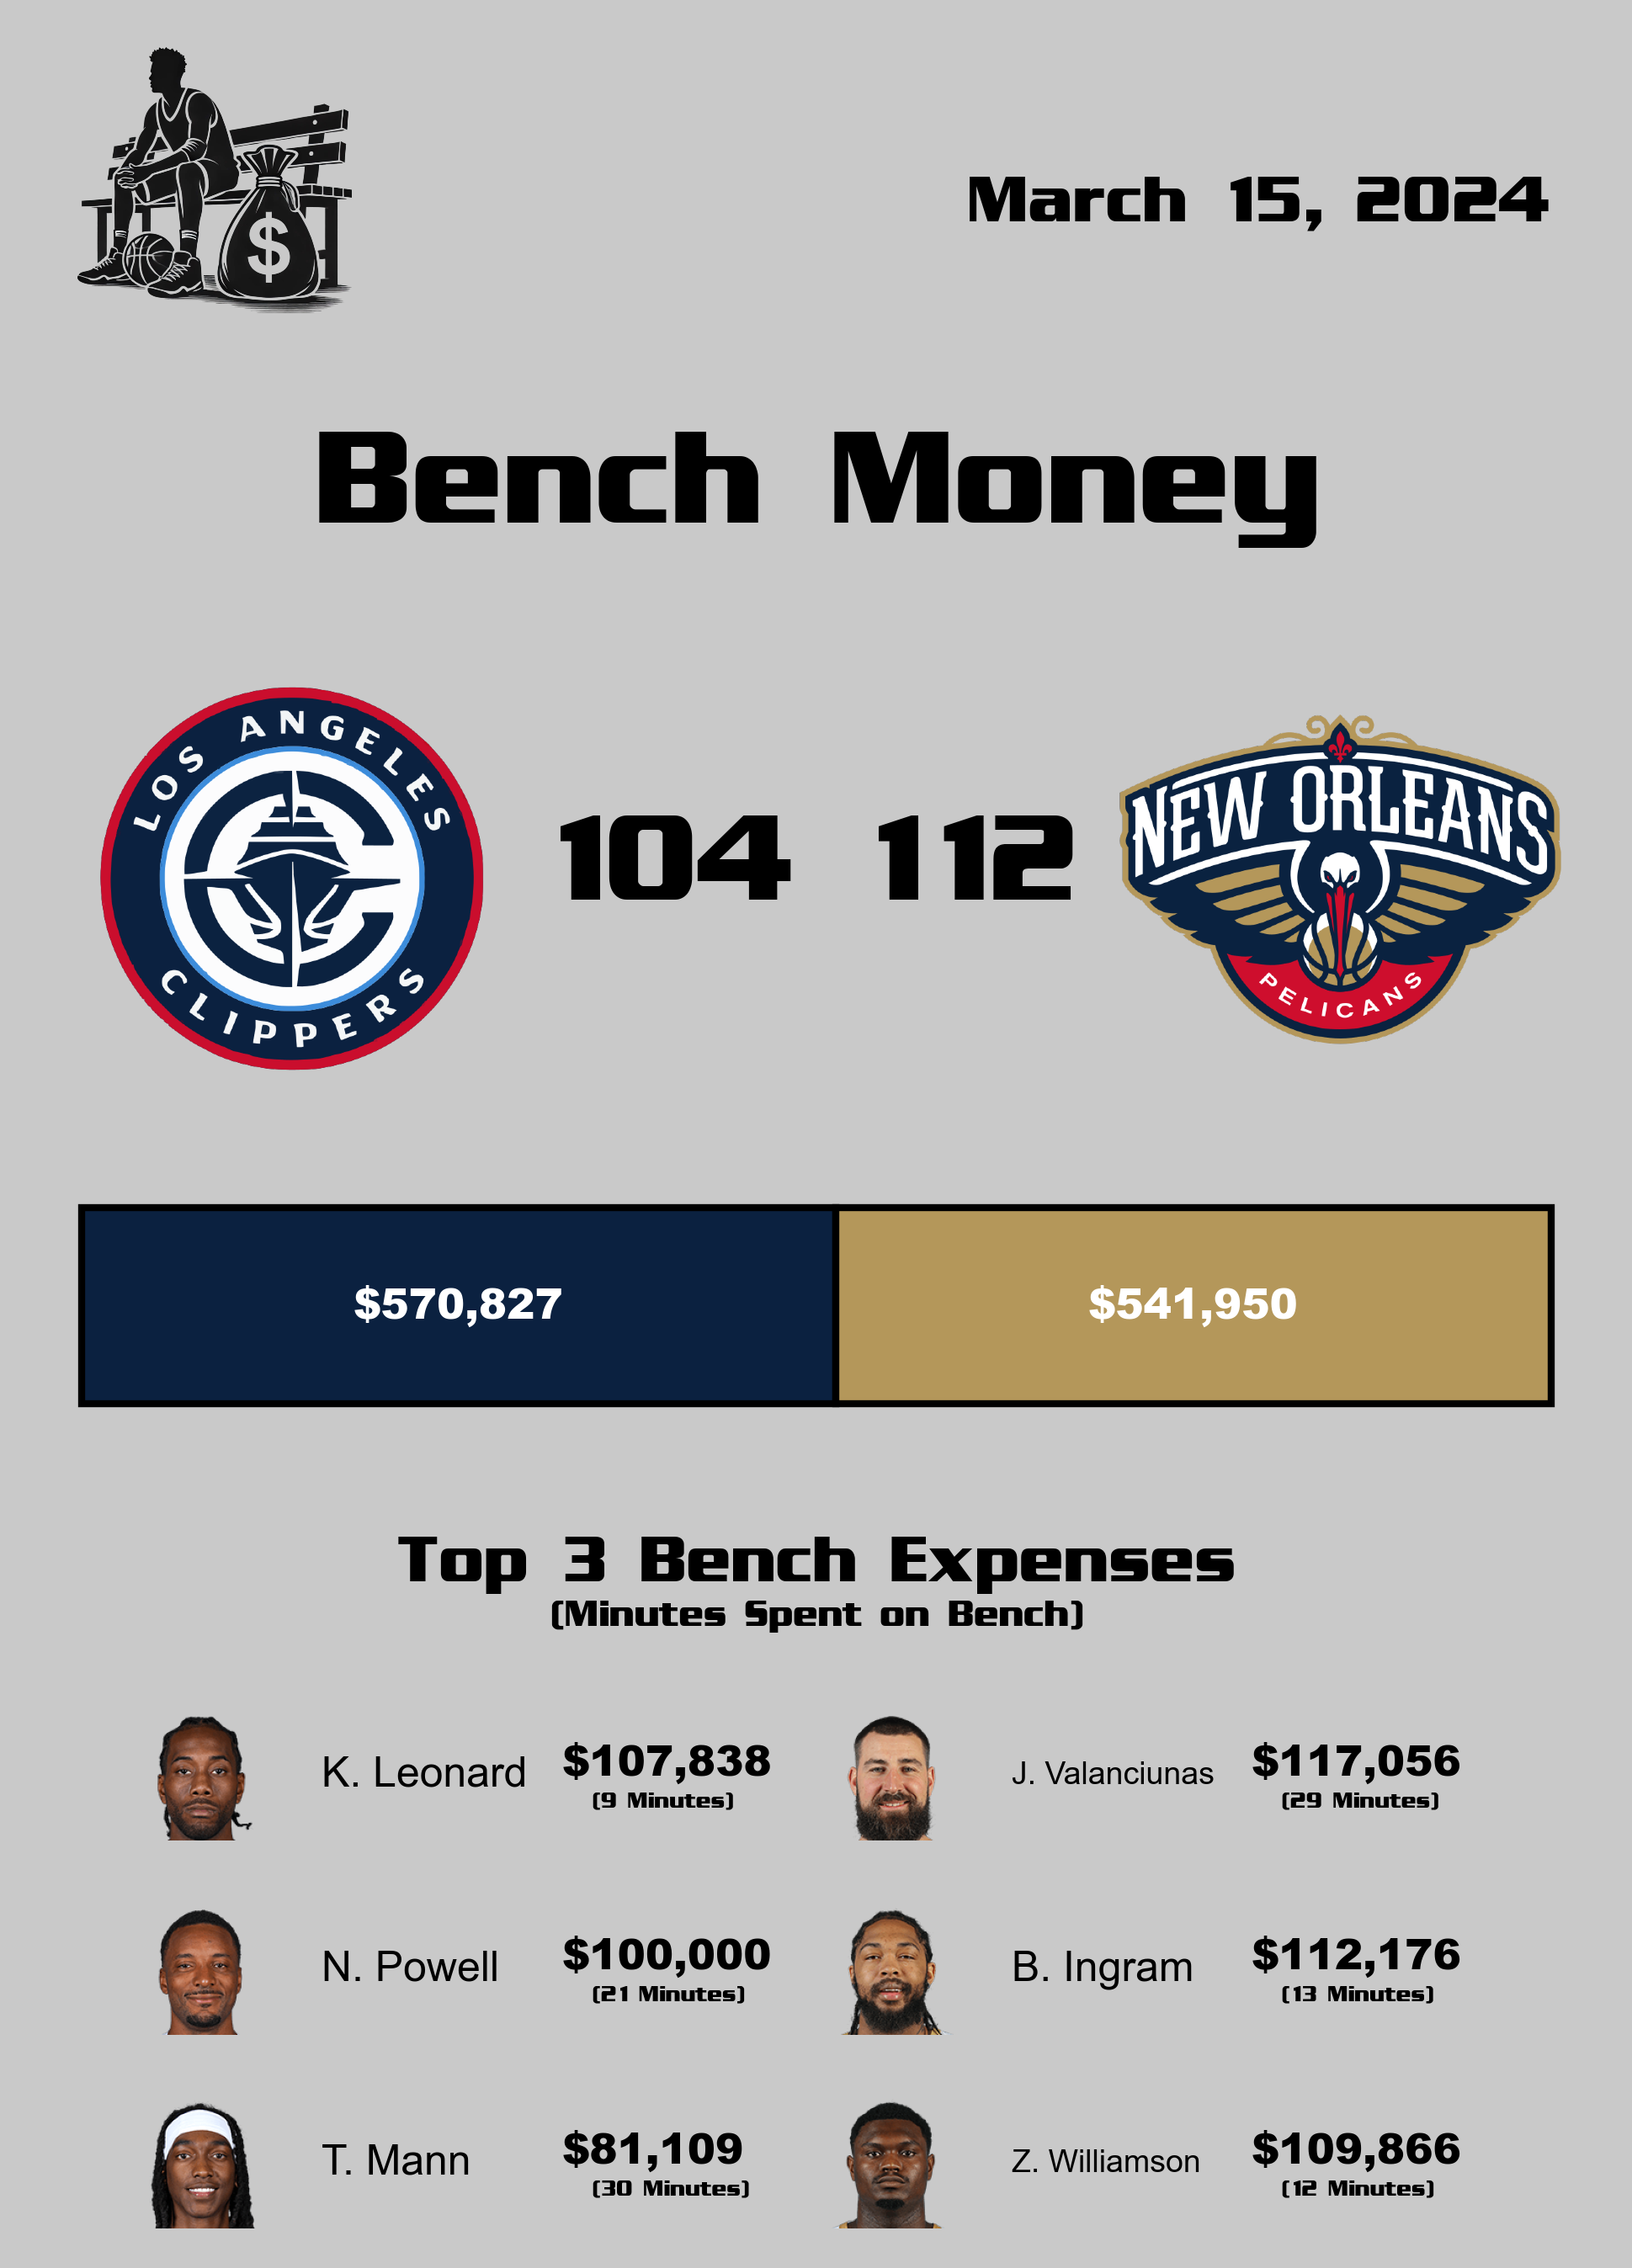 $
March 15, 2024
Bench Money
LOS ANGELES
CLIPPERS
104 112
NEW ORLEANS
PELICANS
$570,827 $541,950
Top 3 Bench Expenses
(Minutes Spent on Bench)
K. Leonard $107,838
(9 Minutes)
J. Valanciunas $117,056
(29 Minutes)
N. Powell $100,000
(21 Minutes)
B. Ingram $112,176
(13 Minutes)
T. Mann $81,109
(30 Minutes)
Z. Williamson $109,866
(12 Minutes)